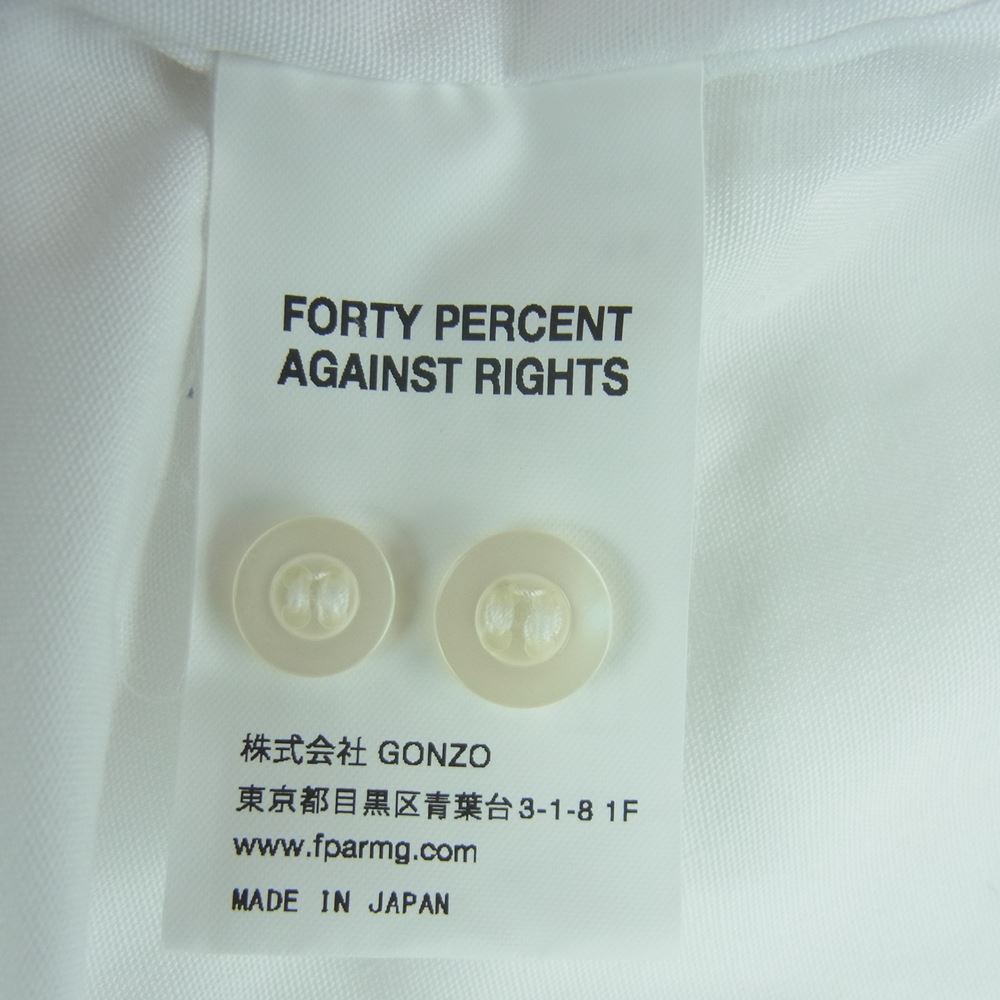 FORTY PERCENT
AGAINST RIGHTS
株式会社 GONZO
東京都目黒区青葉台3-1-8 1F
www.fparmg.com
MADE IN JAPAN